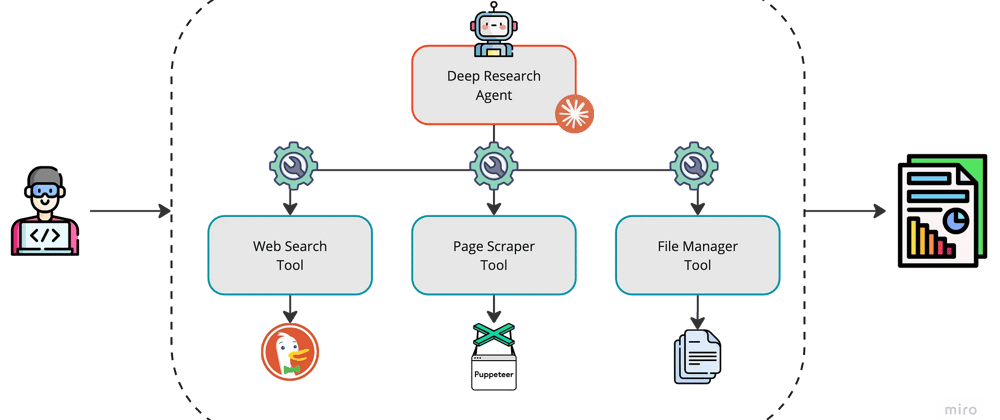 Deep Research
Agent
Web Search
Tool
Page Scraper
Tool
File Manager
Tool
</>
Puppeteer
miro